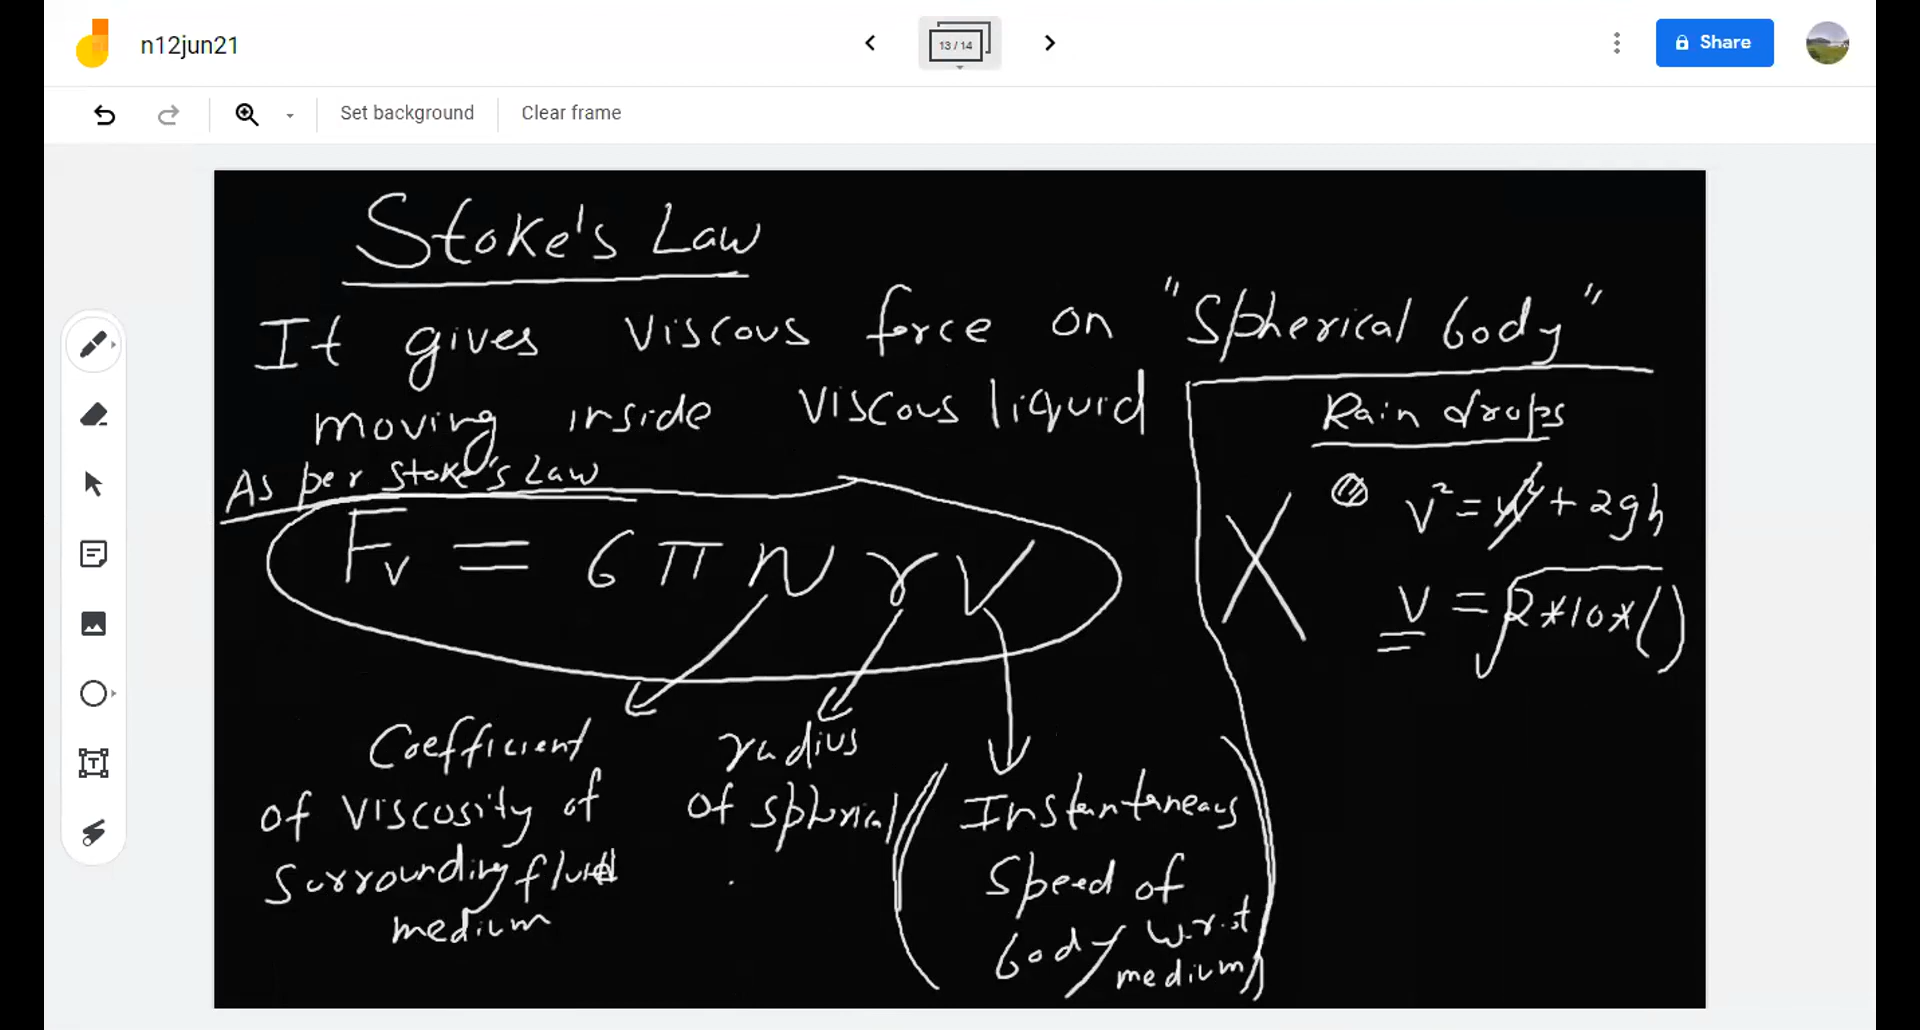 n12jun21
13 / 14
Share
Set background
Clear frame
Stoke's Law
It gives viscous force on "Spherical body"
moving inside viscous liquid
As per Stoke's Law
Fv = 6 π η r v
Coefficient
of viscosity of
surrounding fluid
medium
radius
of spherical
Instantaneous
Speed of
body w.r.t
medium
Rain drops
v² = u² + 2gh
v = √2*10*( )